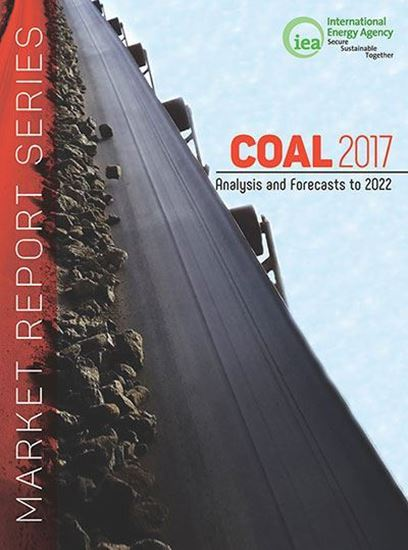 iea
International
Energy Agency
Secure
Sustainable
Together
COAL 2017
Analysis and Forecasts to 2022
MARKET REPORT SERIES